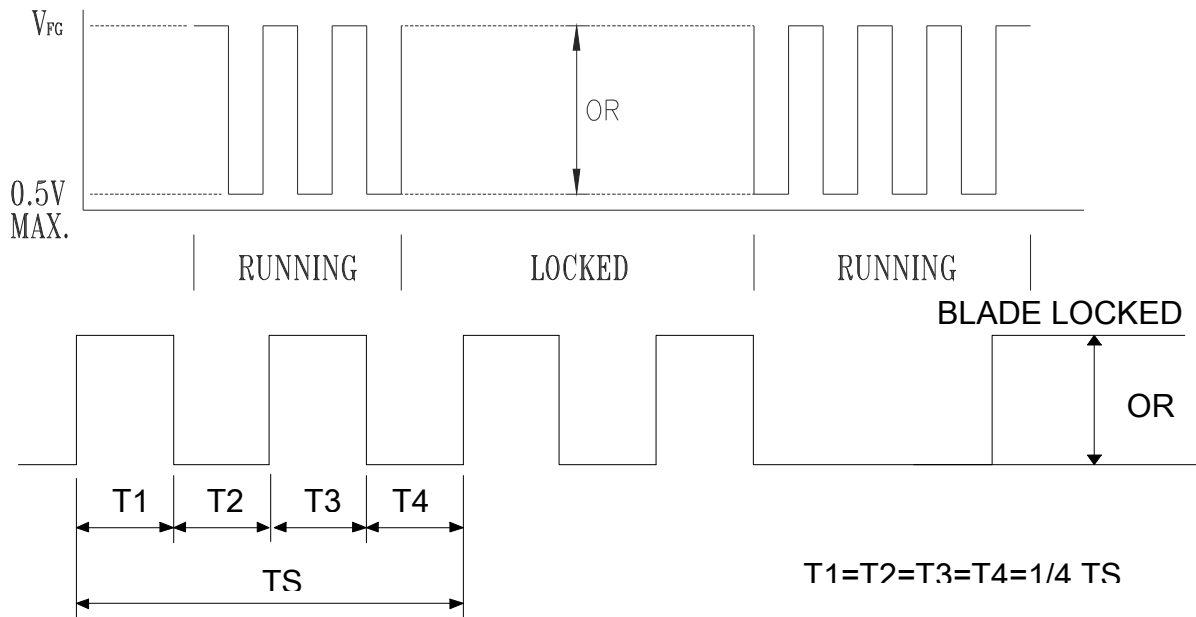 VFG
OR
0.5V
MAX.
RUNNING
LOCKED
RUNNING
BLADE LOCKED
OR
T1
T2
T3
T4
TS
T1=T2=T3=T4=1/4 TS